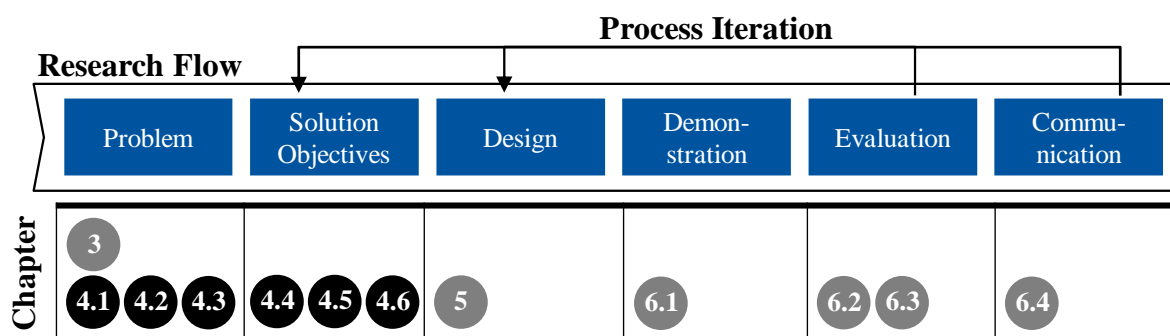 Process Iteration
Research Flow
Problem
Solution
Objectives
Design
Demon-
stration
Evaluation
Commu-
nication
Chapter
3
4.1 4.2 4.3 4.4 4.5 4.6 5 6.1 6.2 6.3 6.4